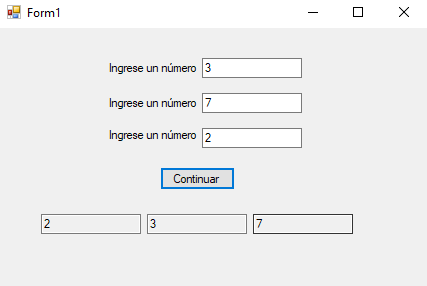 Form1
Ingrese un número 3
Ingrese un número 7
Ingrese un número 2
Continuar
2 3 7